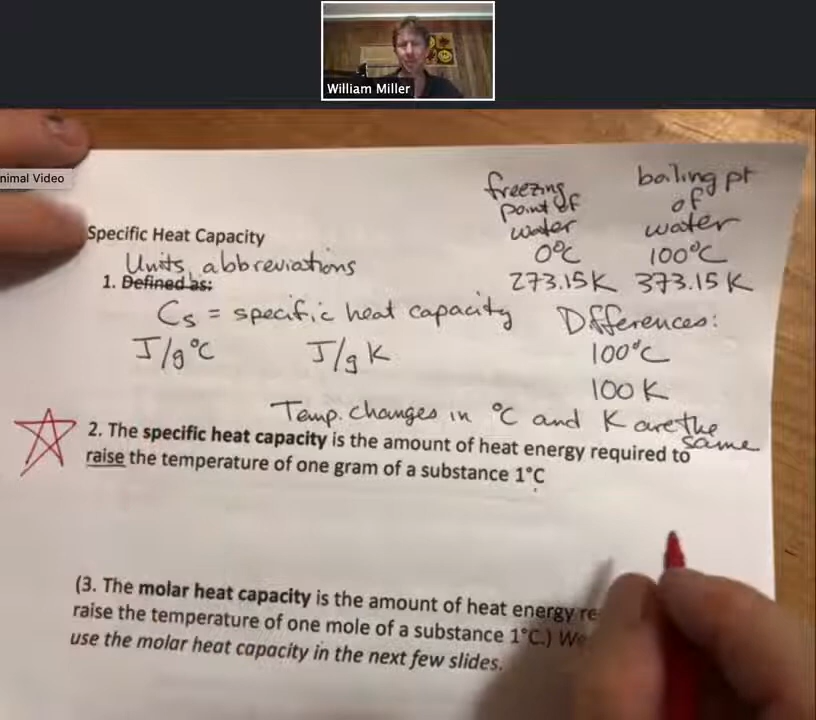 William Miller
nimal Video
freezing
point of
water
0°C
273.15K
boiling pt
of
water
100°C
373.15K
Specific Heat Capacity
Units, abbreviations
1. Defined as:
Cs = specific heat capacity
J/g°C J/gK
Differences:
100°C
100K
Temp. changes in °C and K are the
same
2. The specific heat capacity is the amount of heat energy required to
raise the temperature of one gram of a substance 1°C
(3. The molar heat capacity is the amount of heat energy re
raise the temperature of one mole of a substance 1°C.) We
use the molar heat capacity in the next few slides.